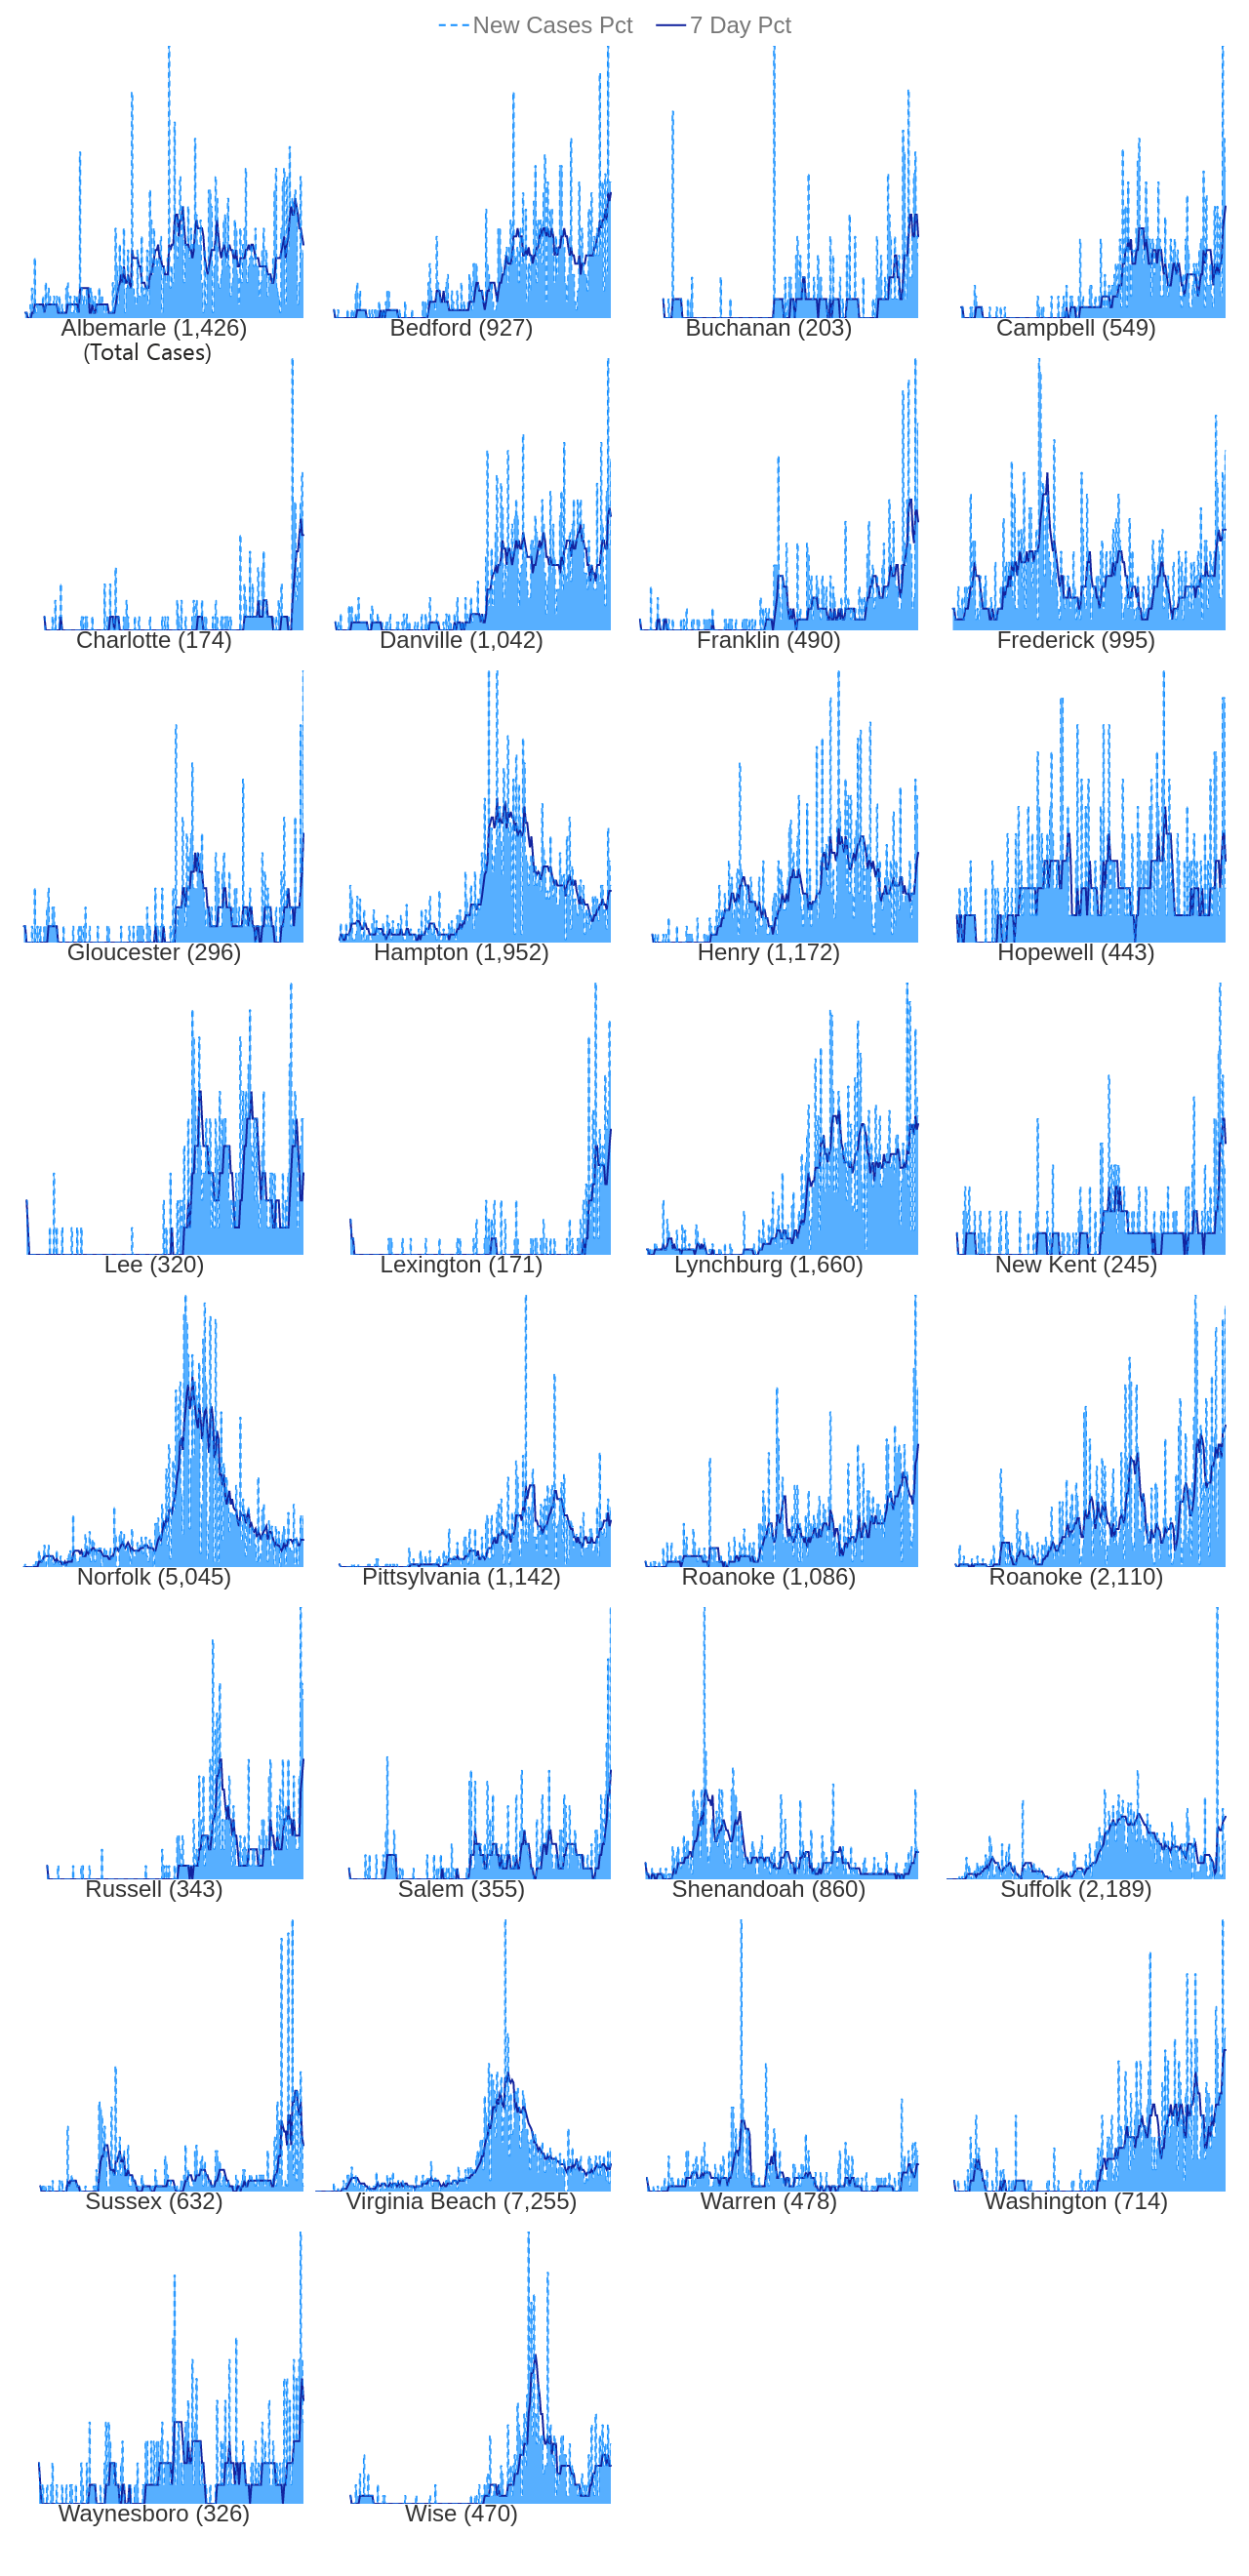 New Cases Pct 7 Day Pct
Albemarle (1,426) Bedford (927) Buchanan (203) Campbell (549)
(Total Cases)
Charlotte (174) Danville (1,042) Franklin (490) Frederick (995)
Gloucester (296) Hampton (1,952) Henry (1,172) Hopewell (443)
Lee (320) Lexington (171) Lynchburg (1,660) New Kent (245)
Norfolk (5,045) Pittsylvania (1,142) Roanoke (1,086) Roanoke (2,110)
Russell (343) Salem (355) Shenandoah (860) Suffolk (2,189)
Sussex (632) Virginia Beach (7,255) Warren (478) Washington (714)
Waynesboro (326) Wise (470)